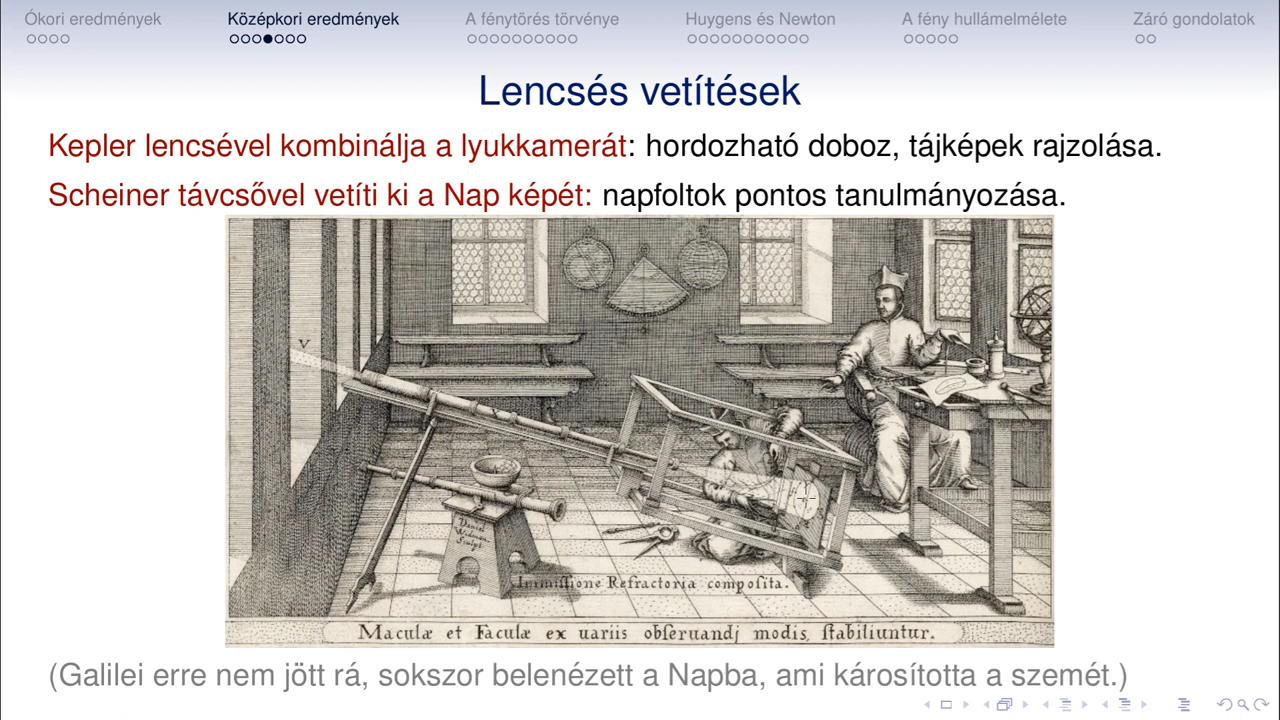 Ókori eredmények Középkori eredmények A fénytörés törvénye Huygens és Newton A fény hullámelmélete Záró gondolatok
Lencsés vetítések
Kepler lencsével kombinálja a lyukkamerát: hordozható doboz, tájképek rajzolása.
Scheiner távcsővel vetíti ki a Nap képét: napfoltok pontos tanulmányozása.
V
Immissione Refractoria composita.
Maculæ et Faculæ ex uariis obseruandj modis, stabiliuntur.
(Galilei erre nem jött rá, sokszor belenézett a Napba, ami károsította a szemét.)